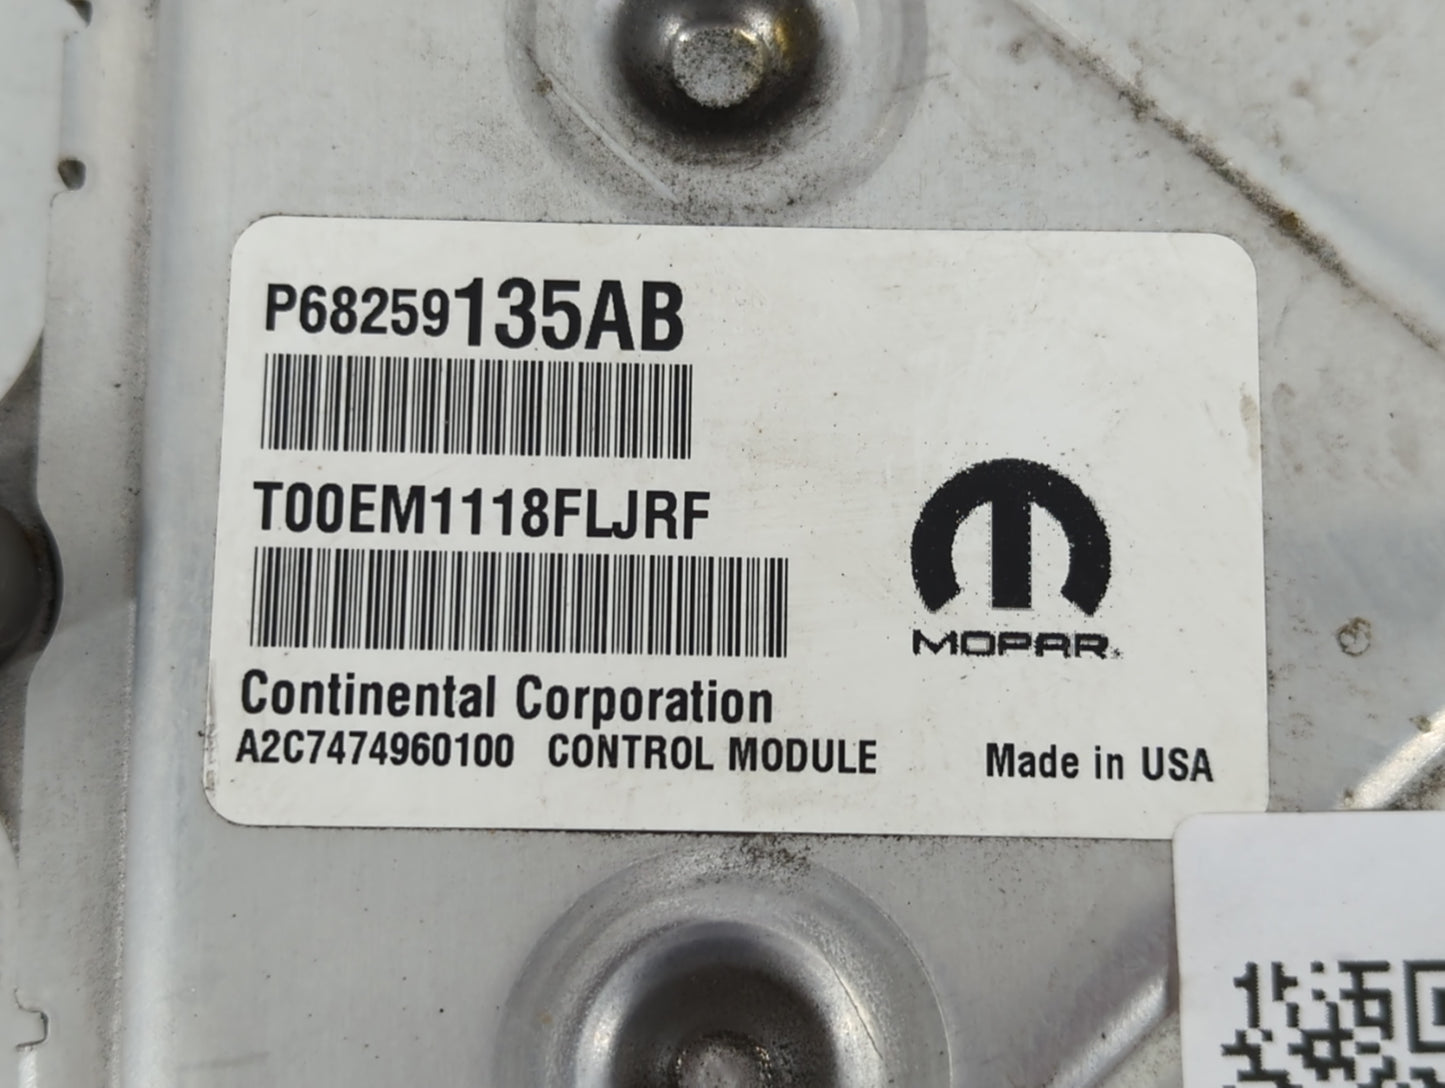 P68259135AB
T00EM1118FLJRF
MOPAR
Continental Corporation
A2C7474960100 CONTROL MODULE Made in USA